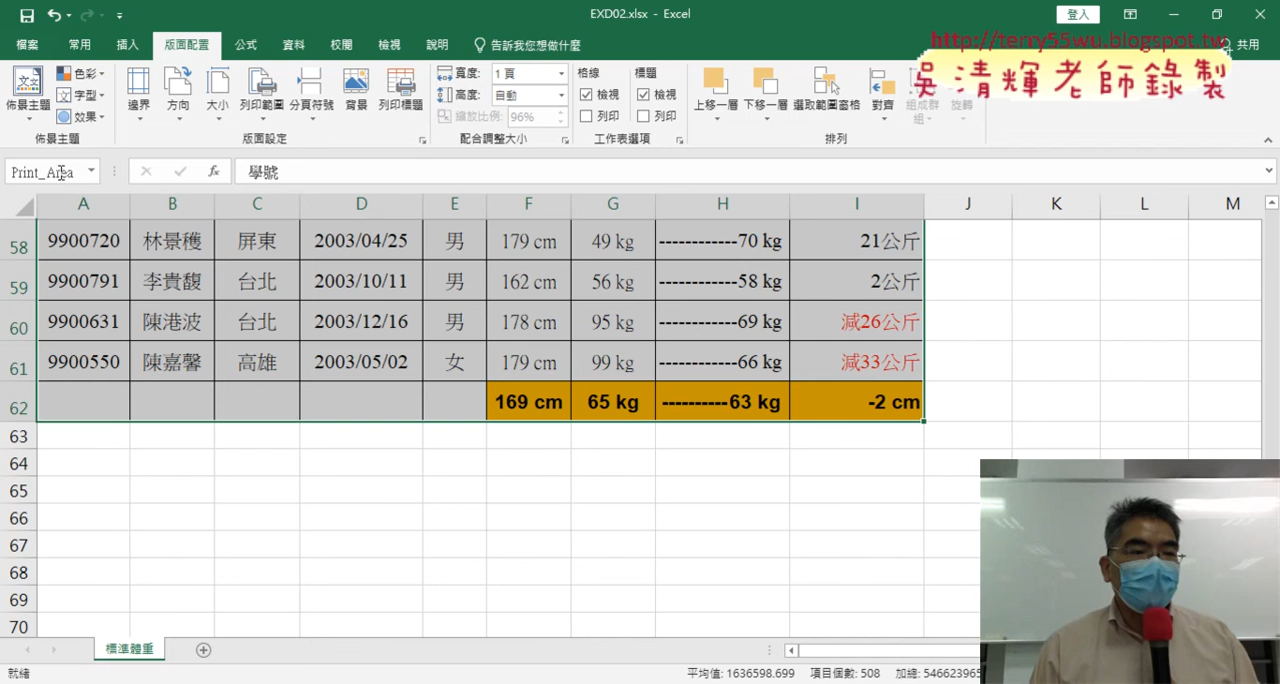 EXD02.xlsx - Excel
登入
檔案 常用 插入 版面配置 公式 資料 校閱 檢視 說明 告訴我您想做什麼 共用
http://terry55wu.blogspot.tw
吳清輝老師錄製
佈景主題 色彩 字型 效果 邊界 方向 大小 列印範圍 分頁符號 背景 列印標題
寬度: 1 頁 高度: 自動 縮放比例: 96%
格線 檢視 列印 標題 檢視 列印
上移一層 下移一層 選取範圍窗格 對齊 組成群組 旋轉
佈景主題 版面設定 配合調整大小 工作表選項 排列
Print_Area fx 學號
A B C D E F G H I J K L M
58 9900720 林景穫 屏東 2003/04/25 男 179 cm 49 kg ------------70 kg 21公斤
59 9900791 李貴馥 台北 2003/10/11 男 162 cm 56 kg ------------58 kg 2公斤
60 9900631 陳港波 台北 2003/12/16 男 178 cm 95 kg ------------69 kg 減26公斤
61 9900550 陳嘉馨 高雄 2003/05/02 女 179 cm 99 kg ------------66 kg 減33公斤
62 169 cm 65 kg ----------63 kg -2 cm
63
64
65
66
67
68
69
70
標準體重
就緒 平均值: 1636598.699 項目個數: 508 加總: 546623965